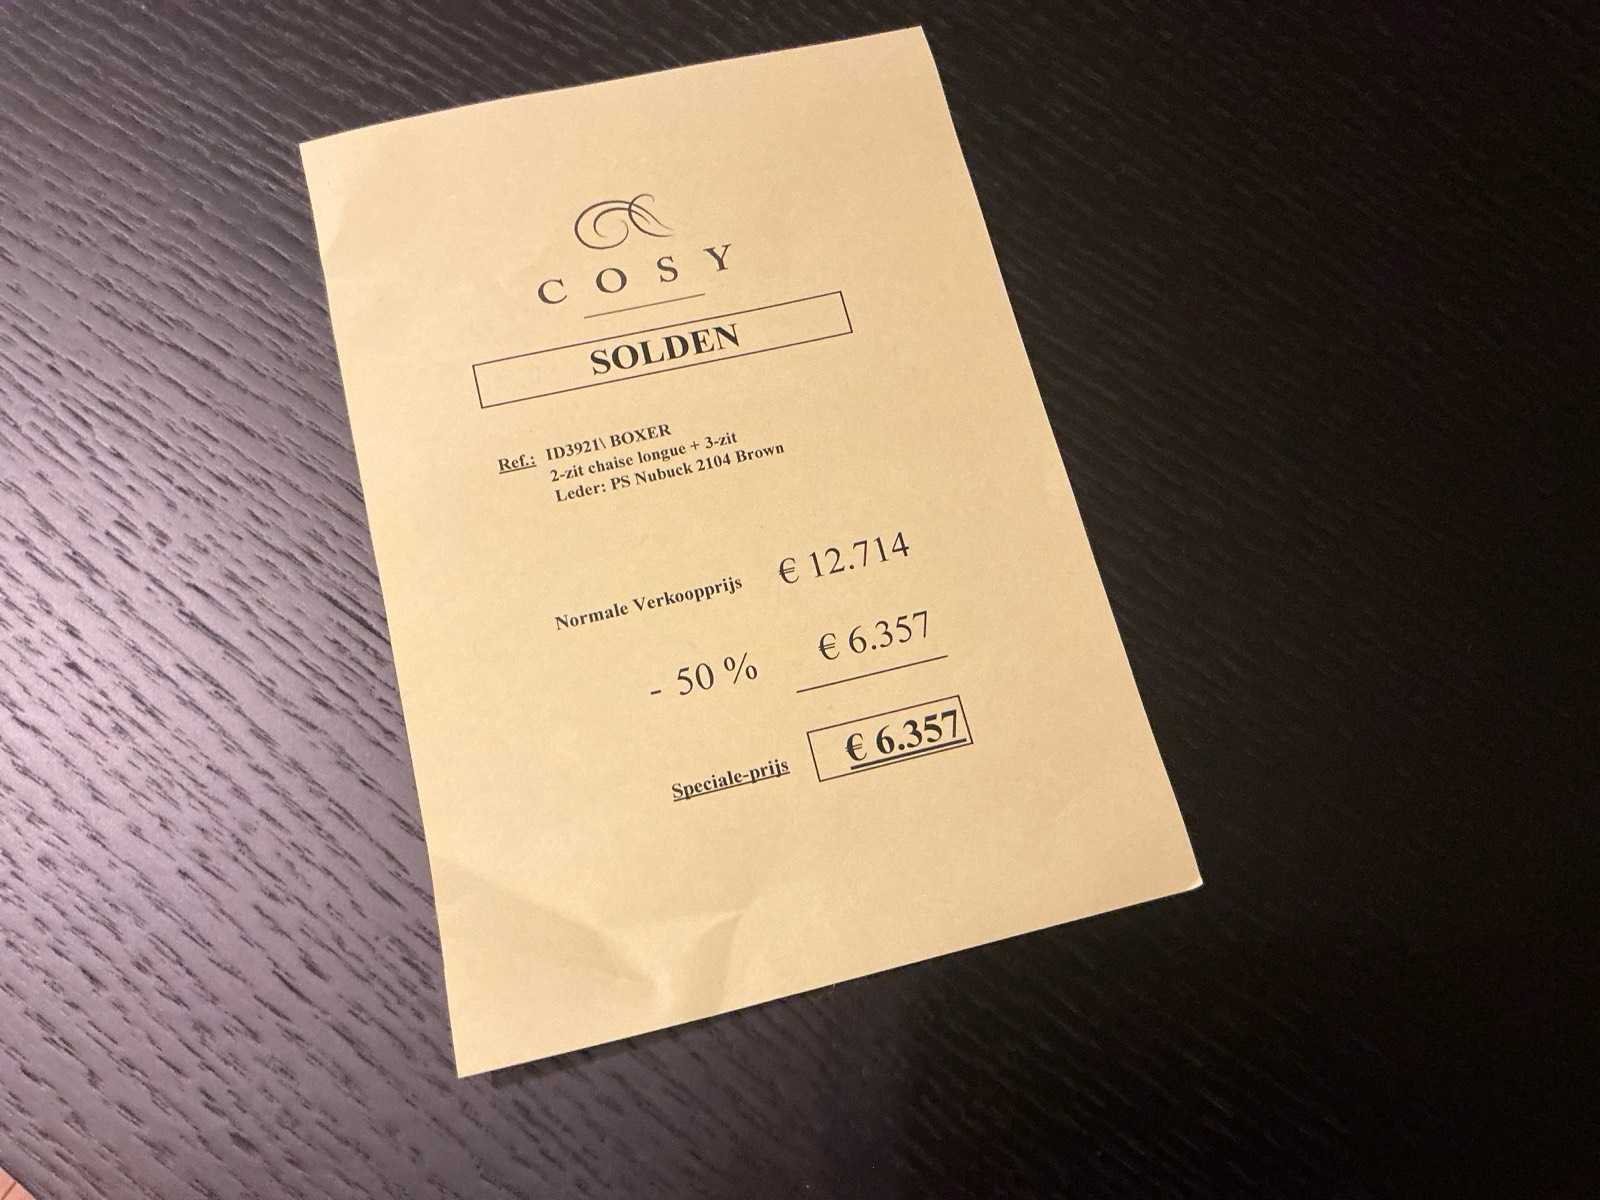 COSY
SOLDEN
Ref.: ID3921\ BOXER
2-zit chaise longue + 3-zit
Leder: PS Nubuck 2104 Brown
Normale Verkoopprijs € 12.714
- 50 % € 6.357
Speciale-prijs € 6.357